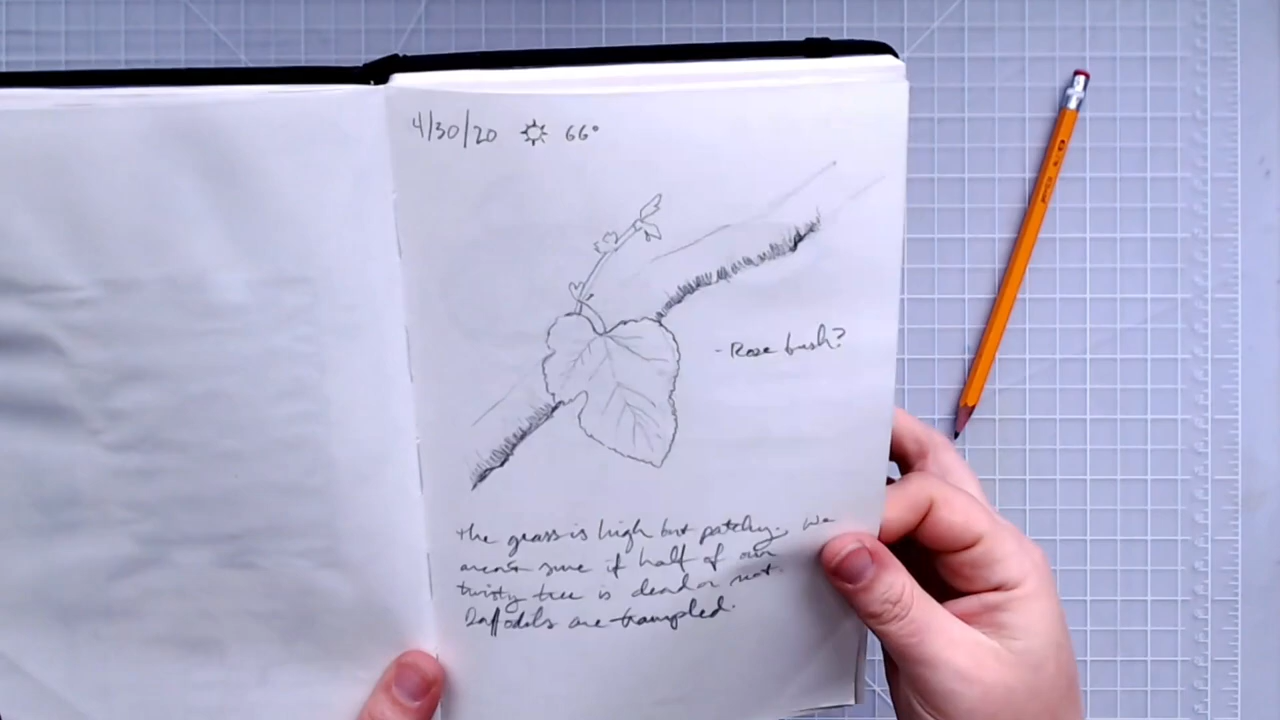 4/30/20 66°
- Rose bush?
the grass is high but patchy. We
aren't sure if half of our
twisty tree is dead or not.
Daffodils are trampled.